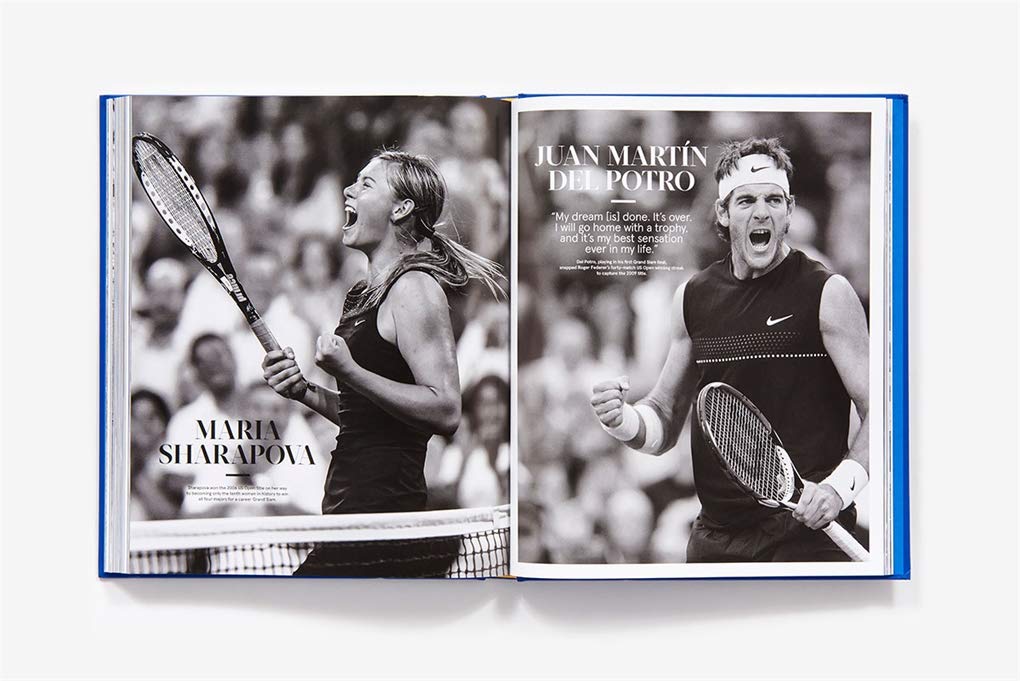 MARIA
SHARAPOVA
Sharapova won the 2006 US Open title on her way
to becoming only the tenth woman in history to win
all four majors for a career Grand Slam.
prince
JUAN MARTÍN
DEL POTRO
“My dream [is] done. It’s over.
I will go home with a trophy.
and it’s my best sensation
ever in my life.”
Del Potro, playing in his first Grand Slam final,
snapped Roger Federer’s forty-match US Open winning streak
to capture the 2009 title.